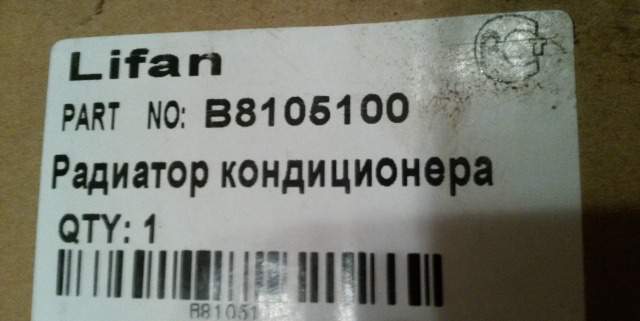 Lifan
PART NO: B8105100
Радиатор кондиционера
QTY: 1